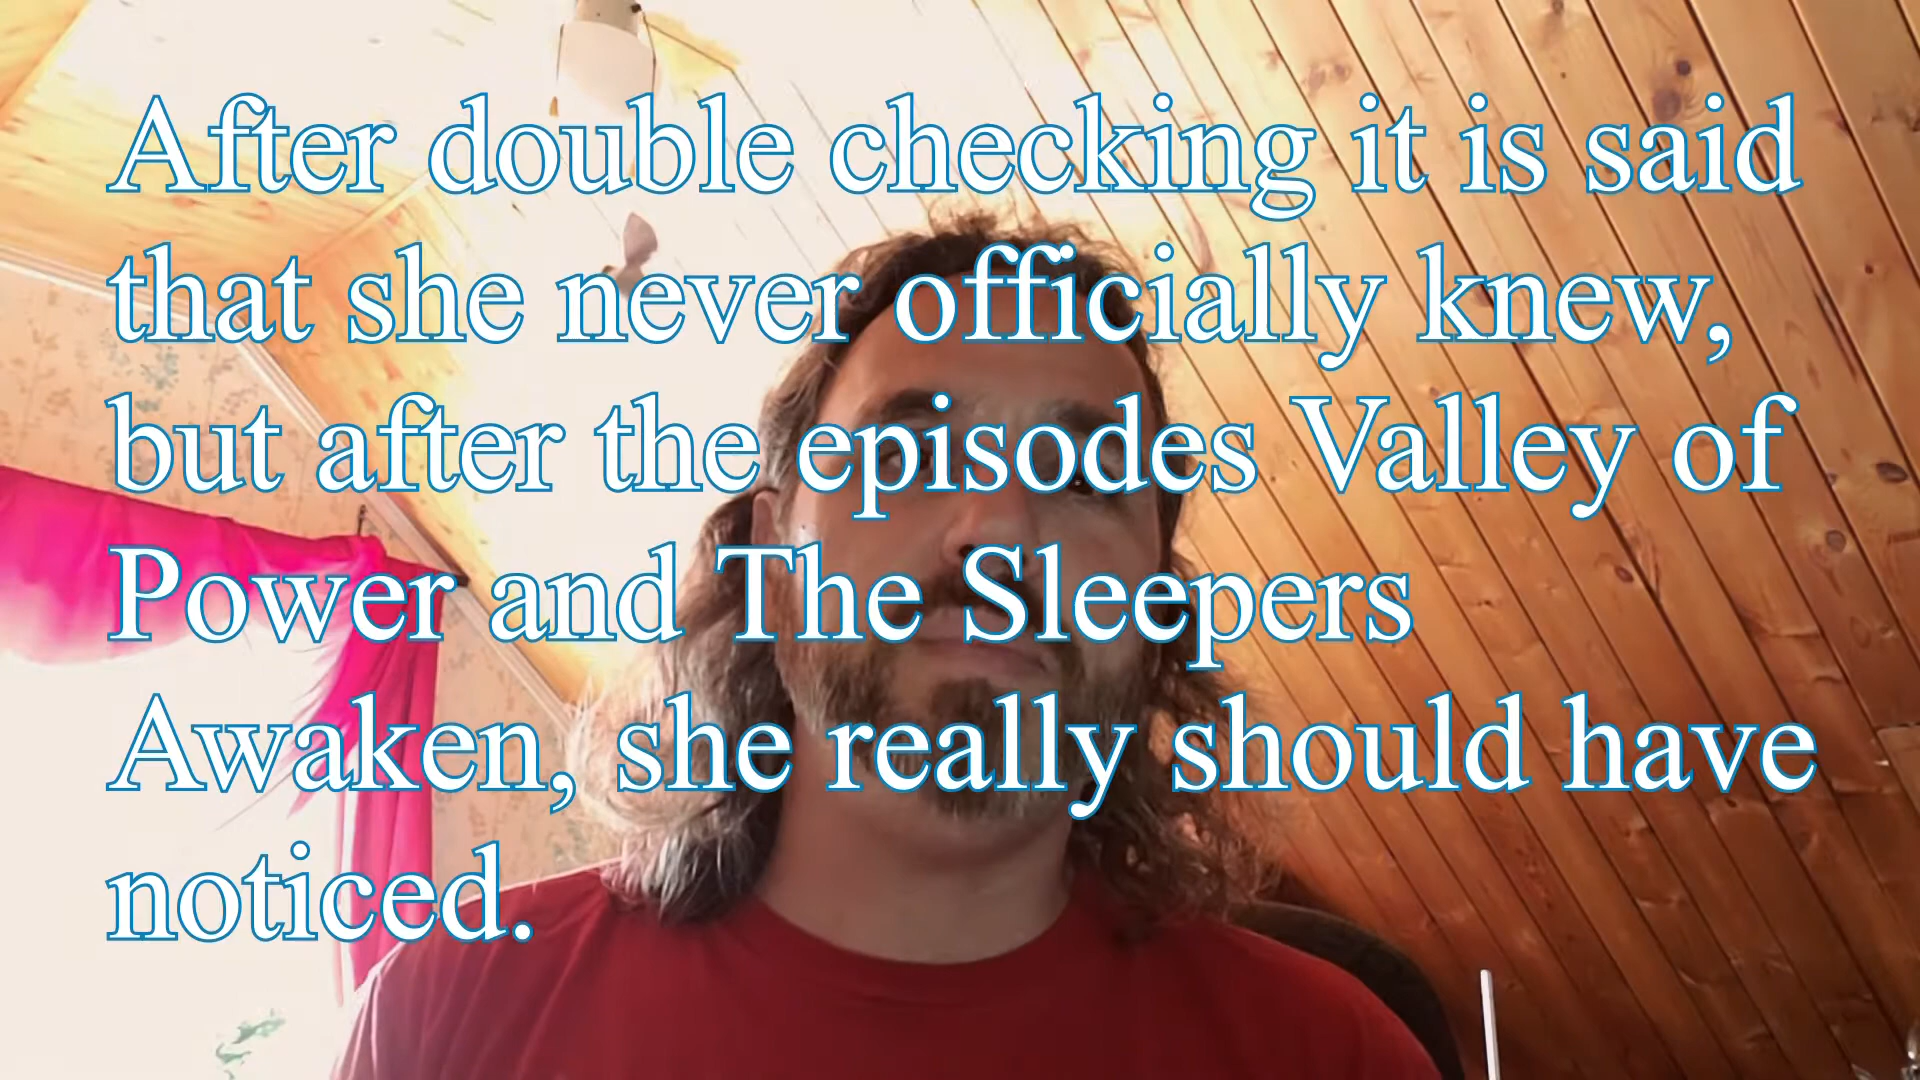 After double checking it is said
that she never officially knew,
but after the episodes Valley of
Power and The Sleepers
Awaken, she really should have
noticed.